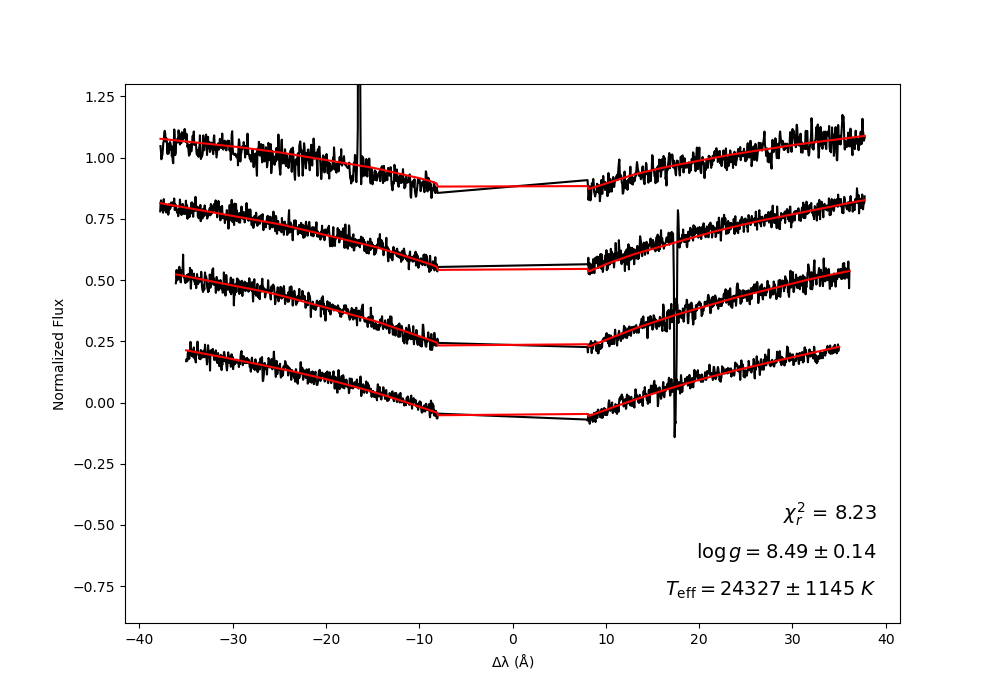 1.25
1.00
0.75
0.50
0.25
0.00
−0.25
−0.50
−0.75
Normalized Flux
χ²ᵣ = 8.23
log g = 8.49 ± 0.14
T_eff = 24327 ± 1145 K
−40 −30 −20 −10 0 10 20 30 40
Δλ (Å)